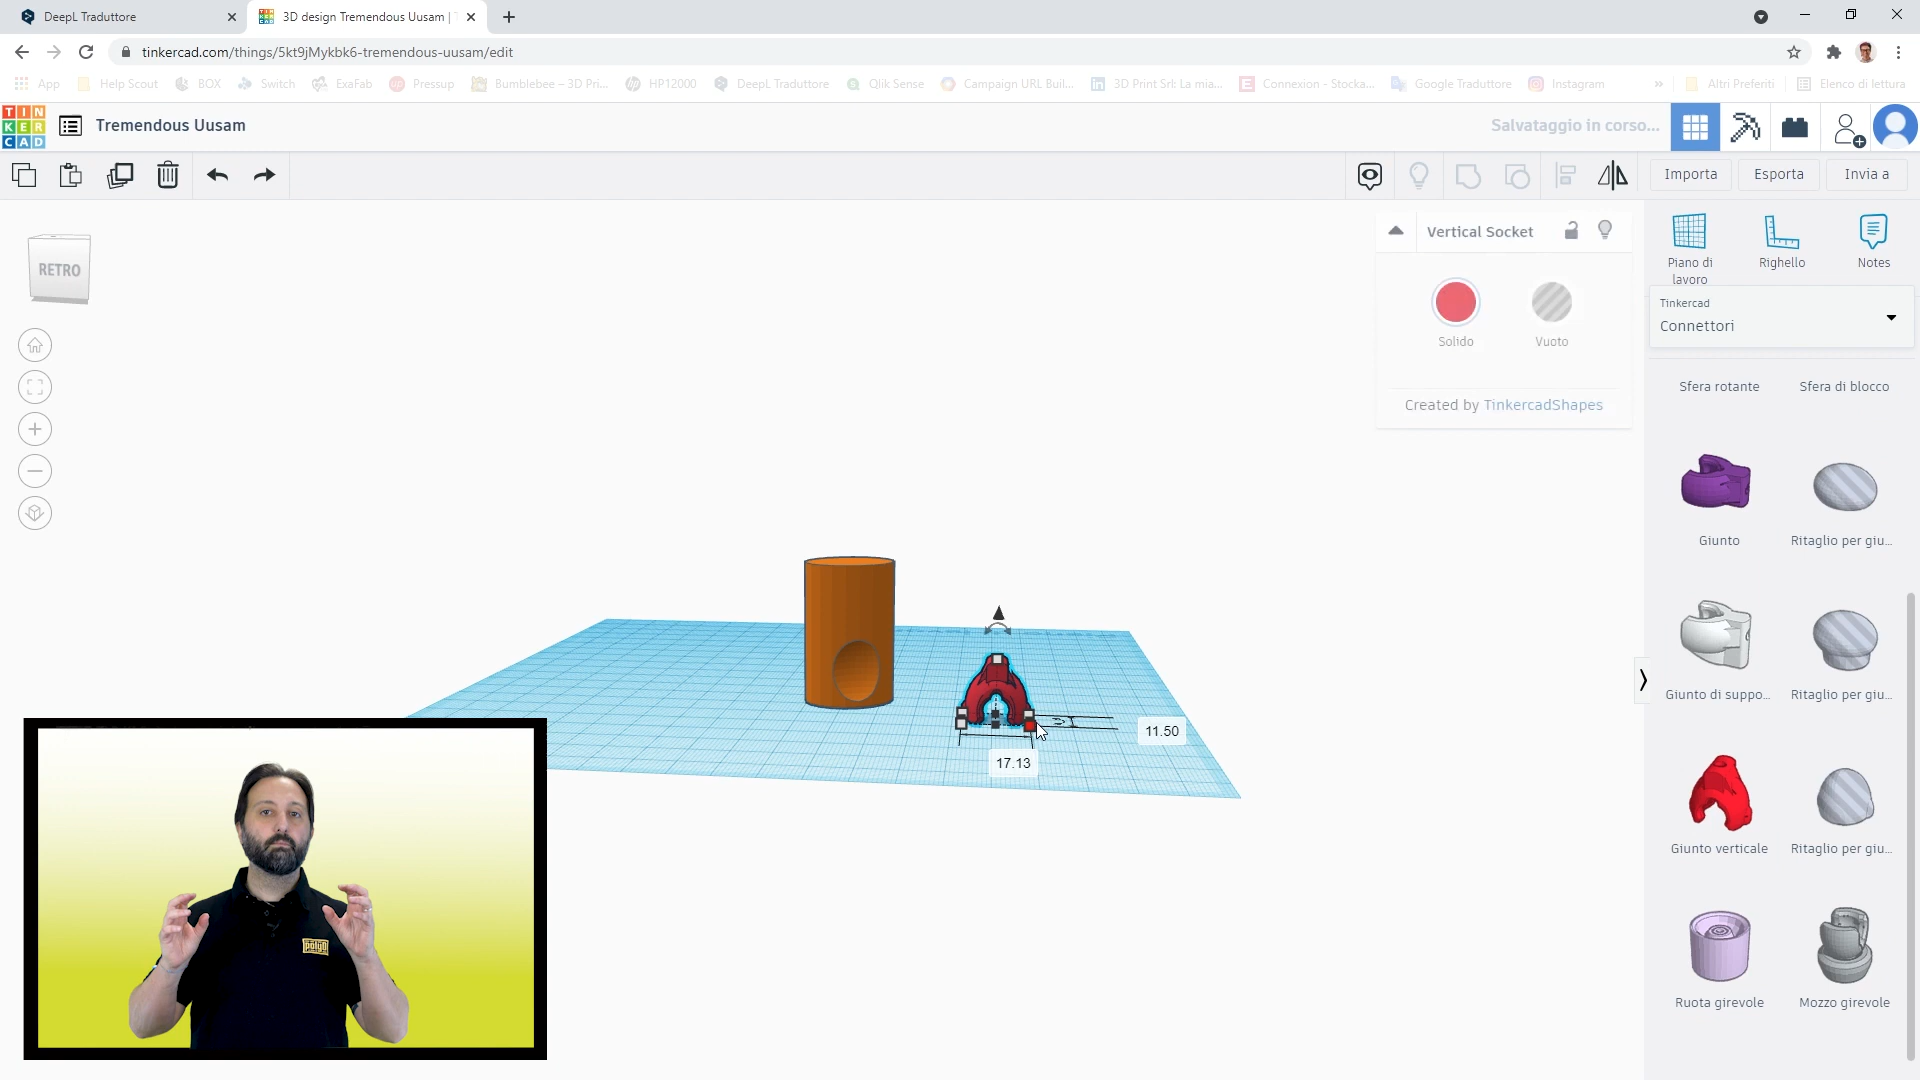 DeepL Traduttore
3D design Tremendous Uusam |
tinkercad.com/things/5kt9jMykbk6-tremendous-uusam/edit
App
Help Scout
BOX
Switch
ExaFab
Pressup
Bumblebee – 3D Pri...
HP12000
DeepL Traduttore
Qlik Sense
Campaign URL Buil...
3D Print Srl: La mia...
Connexion - Stocka...
Google Traduttore
Instagram
»
Altri Preferiti
Elenco di lettura
TIN
KER
CAD
Tremendous Uusam
Salvataggio in corso...
Importa
Esporta
Invia a
RETRO
Vertical Socket
Solido
Vuoto
Created by TinkercadShapes
Piano di
lavoro
Righello
Notes
Tinkercad
Connettori
Sfera rotante
Sfera di blocco
Giunto
Ritaglio per giu...
Giunto di suppo...
Ritaglio per giu...
Giunto verticale
Ritaglio per giu...
Ruota girevole
Mozzo girevole
11.50
17.13
polyD